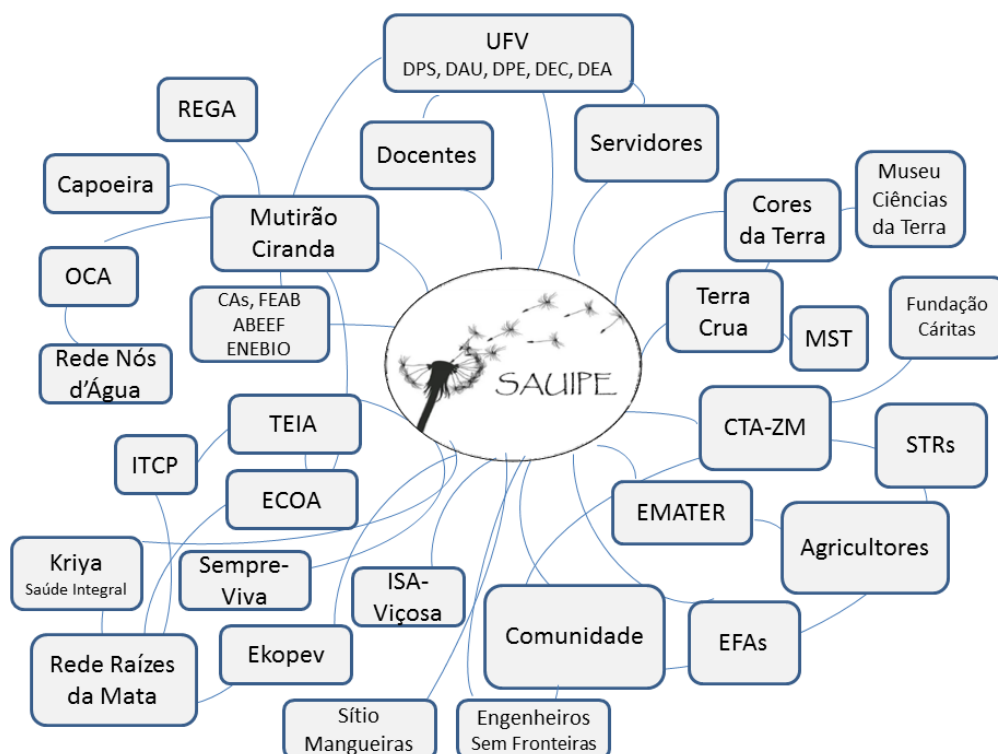 UFV
DPS, DAU, DPE, DEC, DEA
REGA
Docentes
Servidores
Capoeira
Mutirão
Ciranda
Cores
da Terra
Museu
Ciências
da Terra
OCA
CAs, FEAB
ABEEF
ENEBIO
Terra
Crua
MST
Fundação
Cáritas
Rede Nós
d'Água
SAUIPE
TEIA
CTA-ZM
STRs
ITCP
ECOA
EMATER
Agricultores
Kriya
Saúde Integral
Sempre-
Viva
ISA-
Viçosa
Comunidade
EFAs
Rede Raízes
da Mata
Ekopev
Sítio
Mangueiras
Engenheiros
Sem Fronteiras